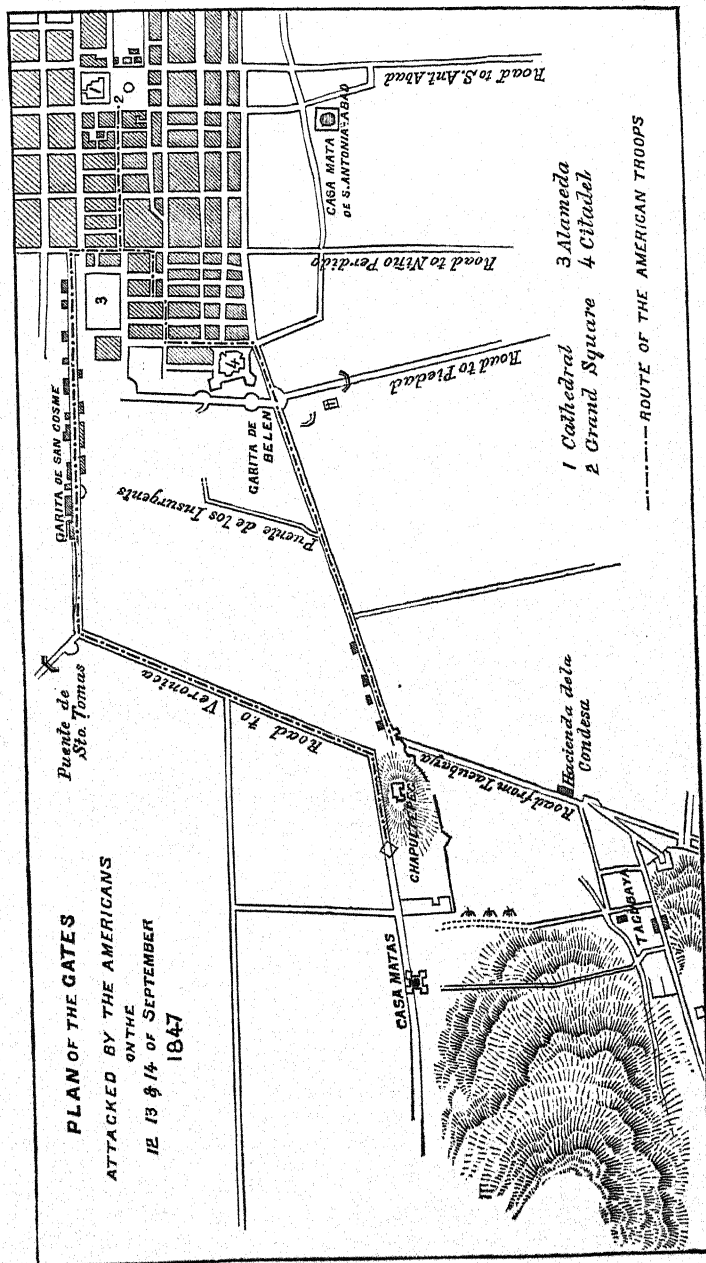 PLAN OF THE GATES
ATTACKED BY THE AMERICANS
ON THE
12 13 & 14 OF SEPTEMBER
1847
Puente de
Sto. Tomas
GARITA DE SAN COSME
Road to
Veronica
CASA MATAS
CHAPULTEPEC
TACUBAYA
Road from Tacubaya
Hacienda de la
Condesa
Puente de los Insurgents
GARITA DE
BELEN
Road to Piedad
Road to Niño Perdido
CASA MATA
DE S. ANTONIA ABAD
Road to S. Ant. Abad
1
2
3
4
1 Cathedral
2 Grand Square
3 Alameda
4 Citadel
ROUTE OF THE AMERICAN TROOPS